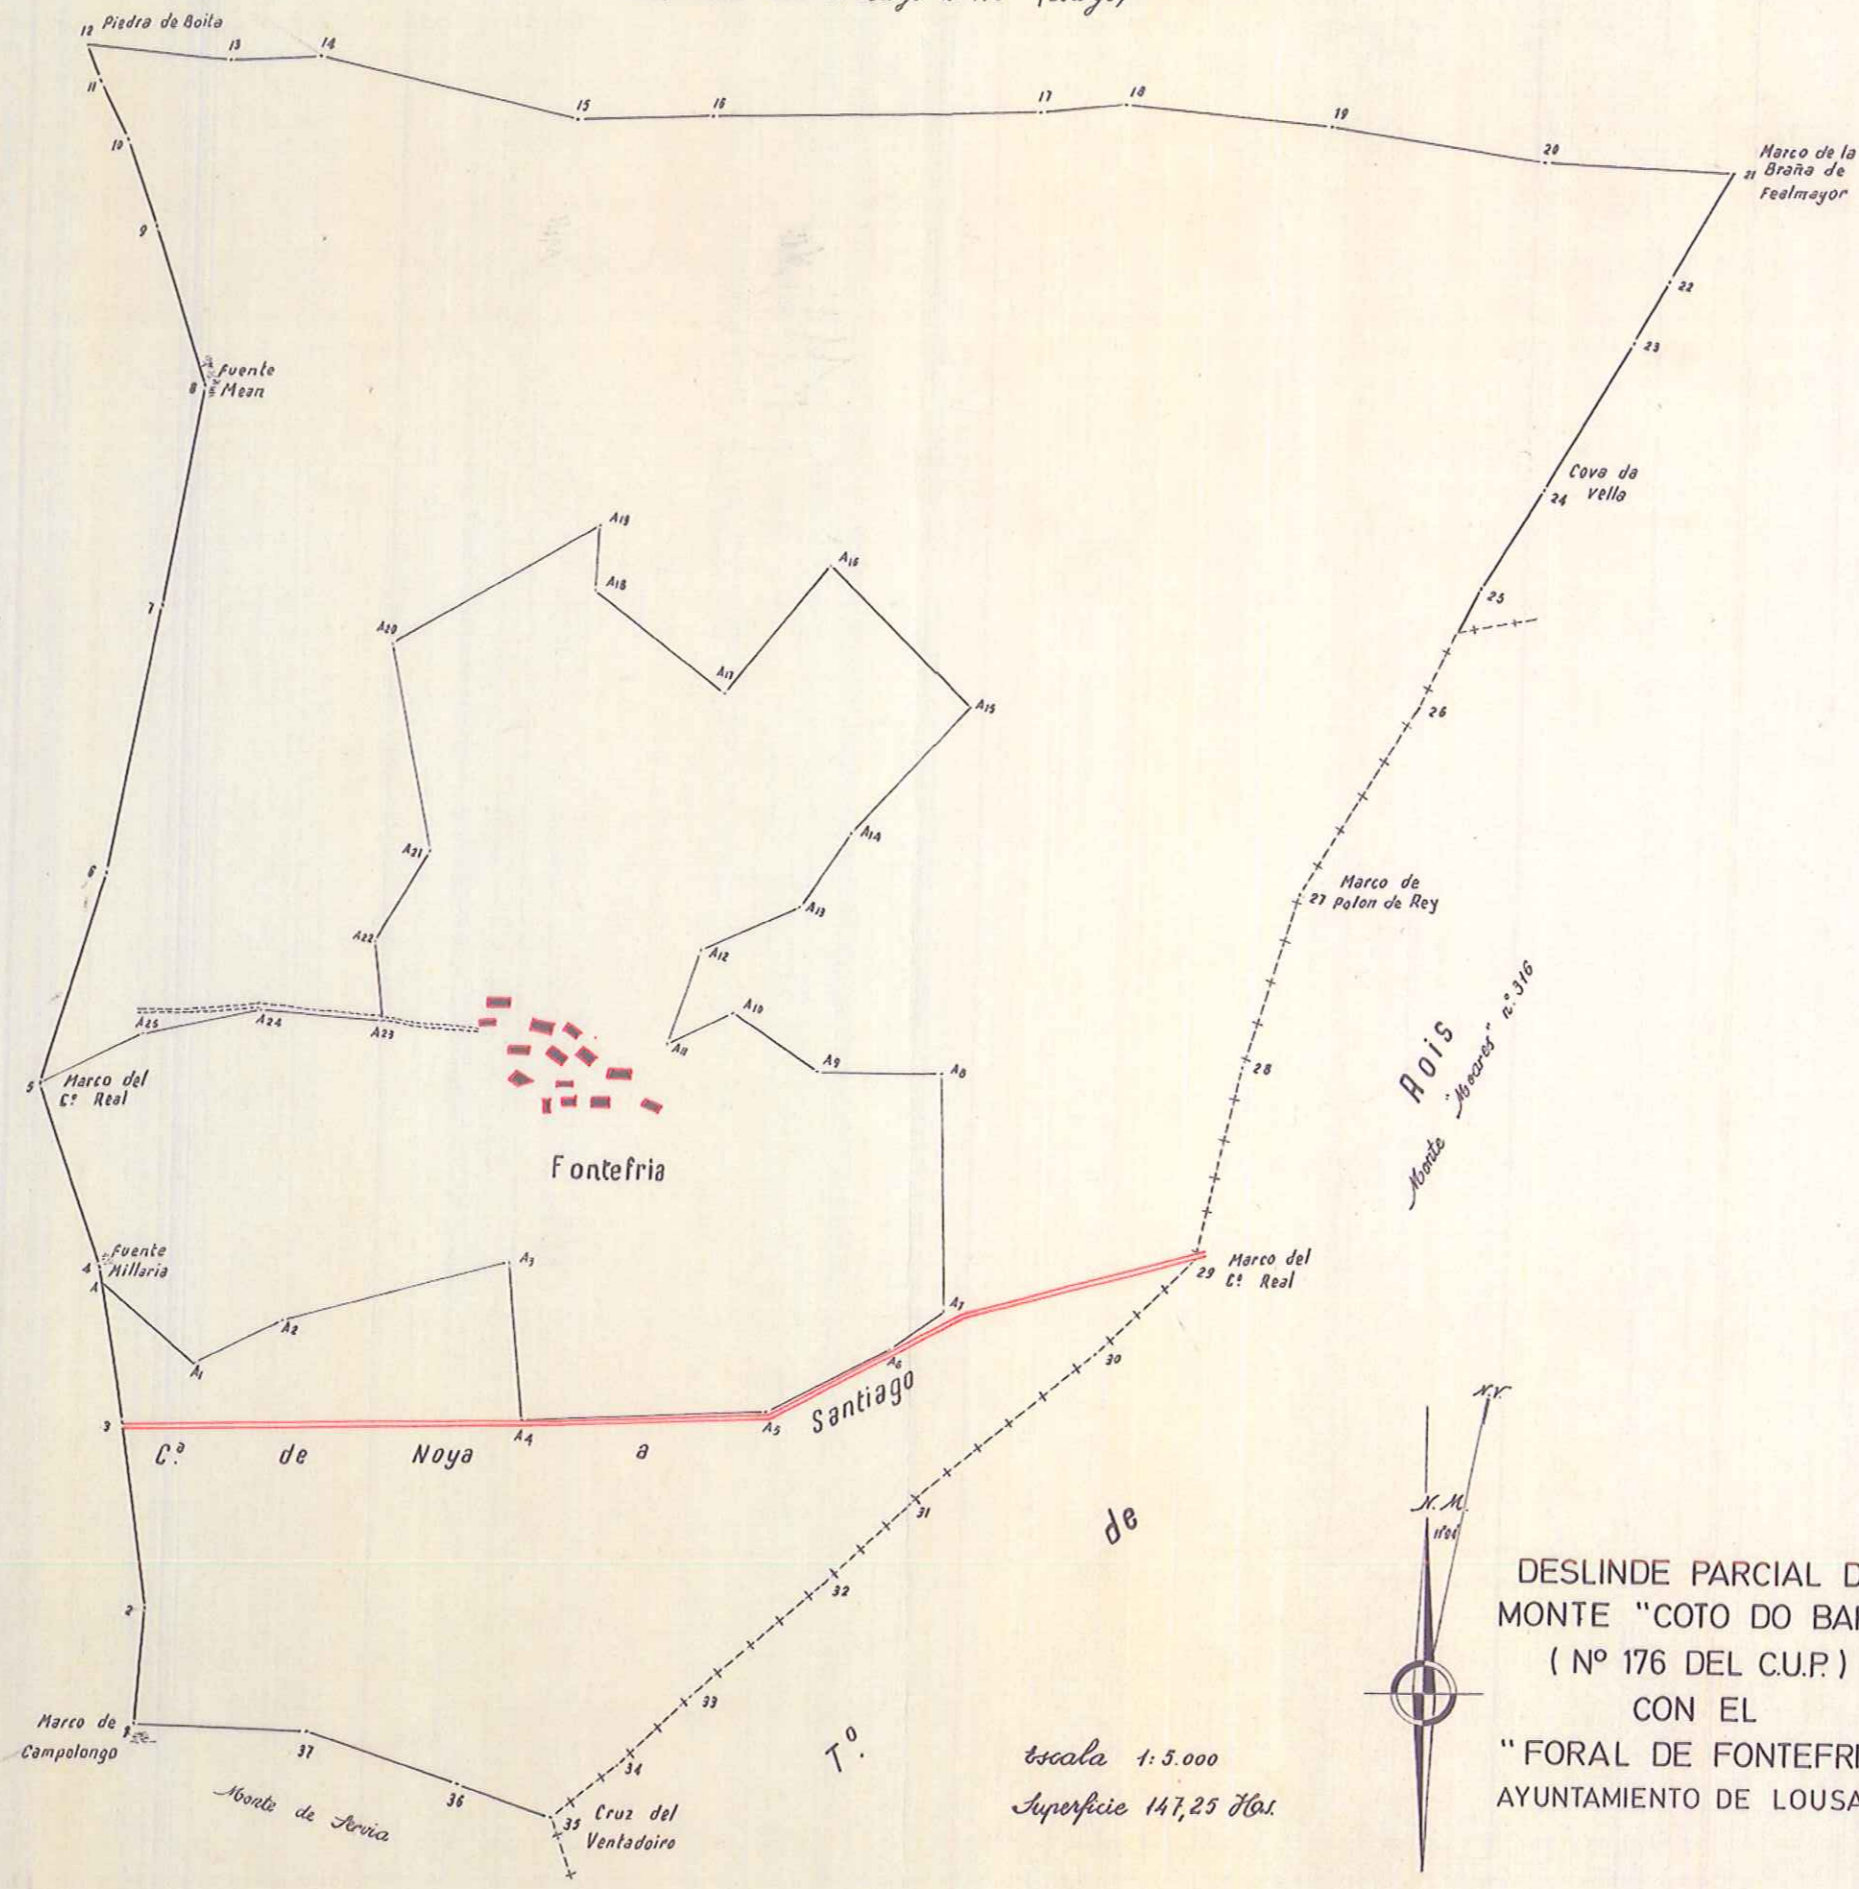 12 Piedra de Boita
13
14
15
16
17
18
19
20
Marco de la
21 Braña de
Fealmayor
11
10
9
22
23
8 Fuente
Mean
Cova da
24 Vella
7
25
26
A19
A18
A16
A20
A17
A15
A14
A21
6
A13
A22
A12
Marco de
27 Polon de Rey
A25
A24
A23
A10
A11
A9
A8
28
5 Marco del
Cº Real
Rois
Monte "Moares" nº 316
Fontefria
4 Fuente
Millaria
A
A3
A2
A1
A7
A6
29 Marco del
Cº Real
30
3
Cª de Noya a Santiago
A4
A5
31
32
2
33
34
Tº. de
N.V.
N.M.
Marco de
1
Campolongo
37
36
Monte de Servia
35 Cruz del
Ventadoiro
Escala 1:5.000
Superficie 147,25 Has.
DESLINDE PARCIAL D
MONTE "COTO DO BA
( Nº 176 DEL C.U.P. )
CON EL
"FORAL DE FONTEFRI
AYUNTAMIENTO DE LOUSA